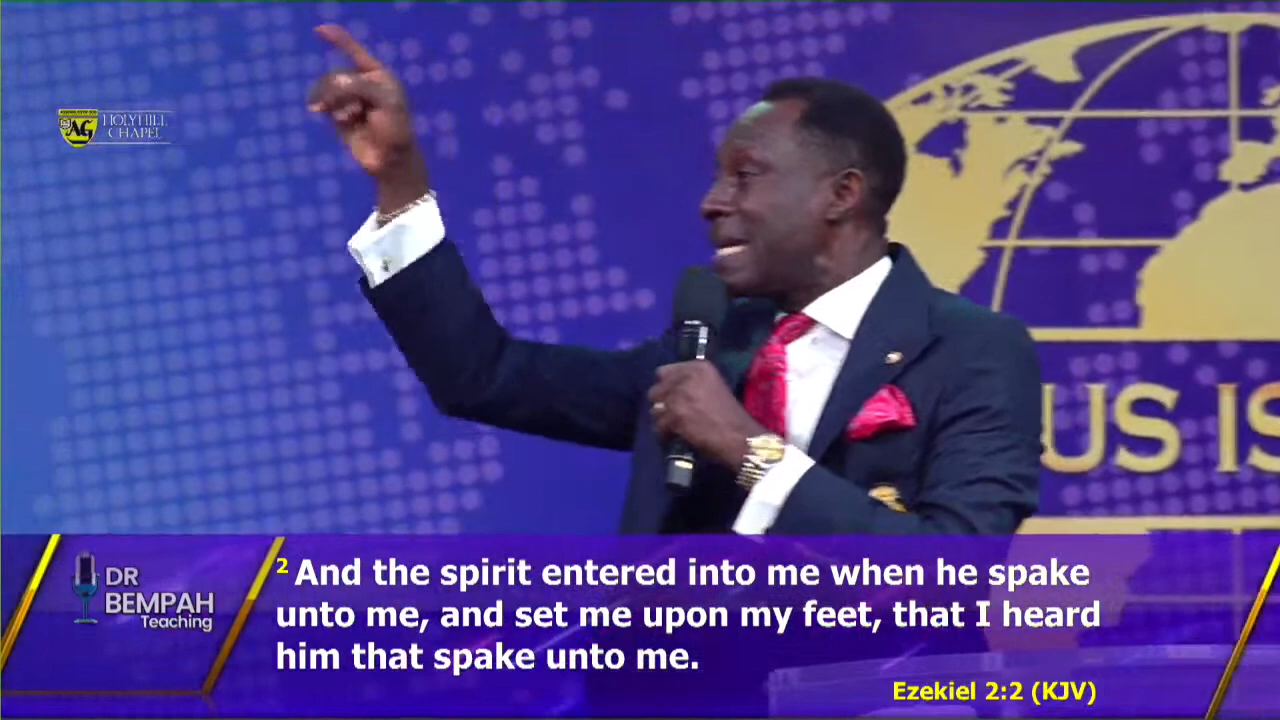 AG
HOLYHILL
CHAPEL
US IS
DR
BEMPAH
Teaching
2 And the spirit entered into me when he spake
unto me, and set me upon my feet, that I heard
him that spake unto me.
Ezekiel 2:2 (KJV)